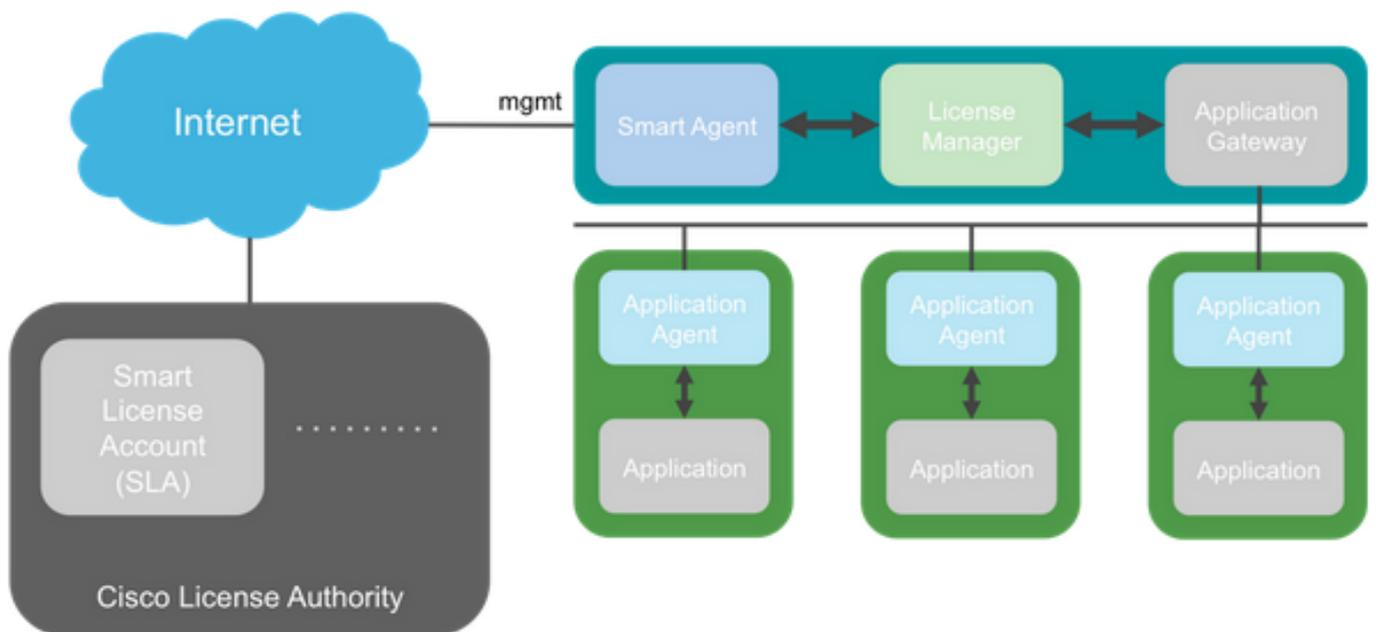 Internet
mgmt
Smart Agent
License
Manager
Application
Gateway
Application
Agent
Application
Agent
Application
Agent
Application
Application
Application
Smart
License
Account
(SLA)
Cisco License Authority